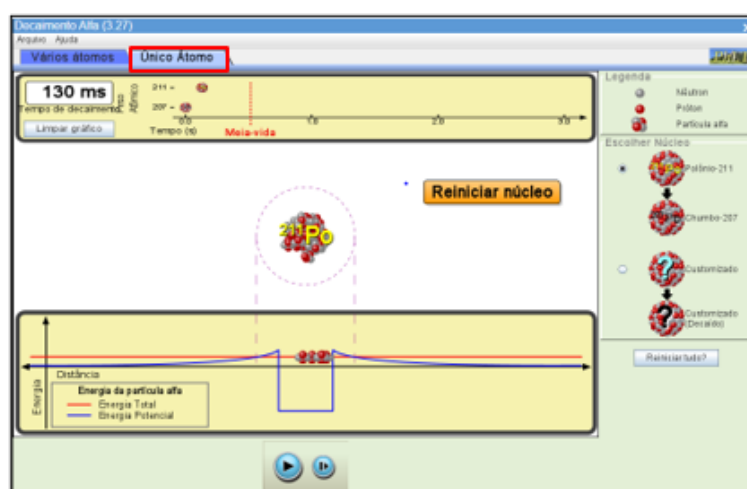 Decaimento Alfa (3.27)
Arquivo Ajuda
Vários átomos
Único Átomo
130 ms
Tempo de decaimento
Limpar gráfico
Peso
Atômico
211
207
0.0
1.0
2.0
3.0
Tempo (s)
Meia-vida
Reiniciar núcleo
211Po
Energia
Distância
Energia da partícula alfa
Energia Total
Energia Potencial
Legenda
Nêutron
Próton
Partícula alfa
Escolher Núcleo
Polônio-211
Chumbo-207
?
Customizado
?
Customizado
(Decaído)
Reiniciar tudo?